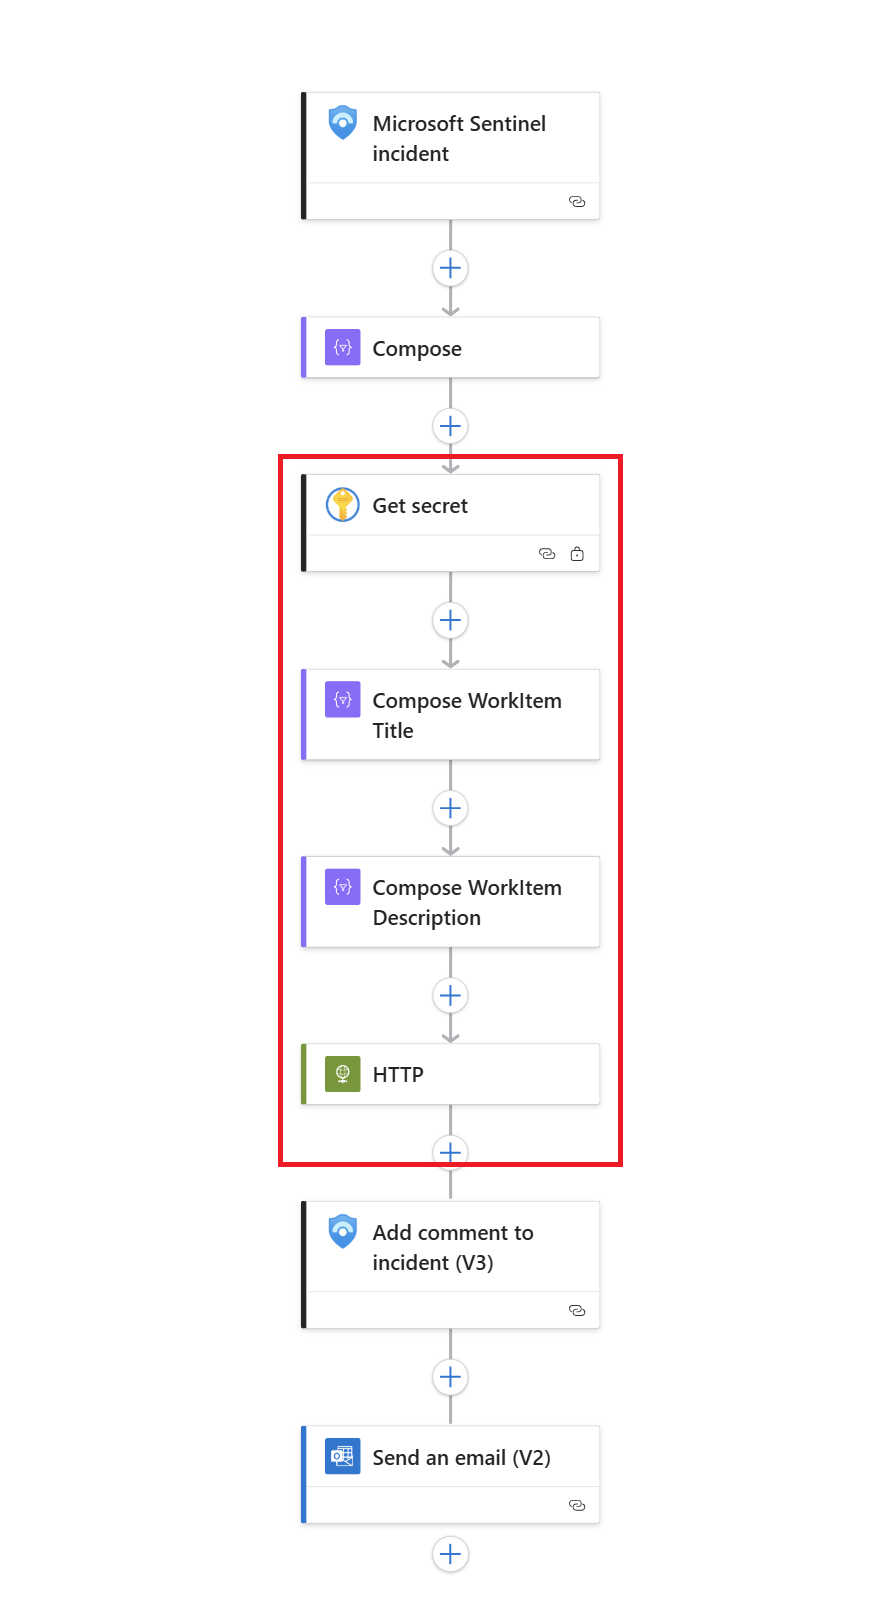 Microsoft Sentinel
incident
Compose
Get secret
Compose WorkItem
Title
Compose WorkItem
Description
HTTP
Add comment to
incident (V3)
Send an email (V2)